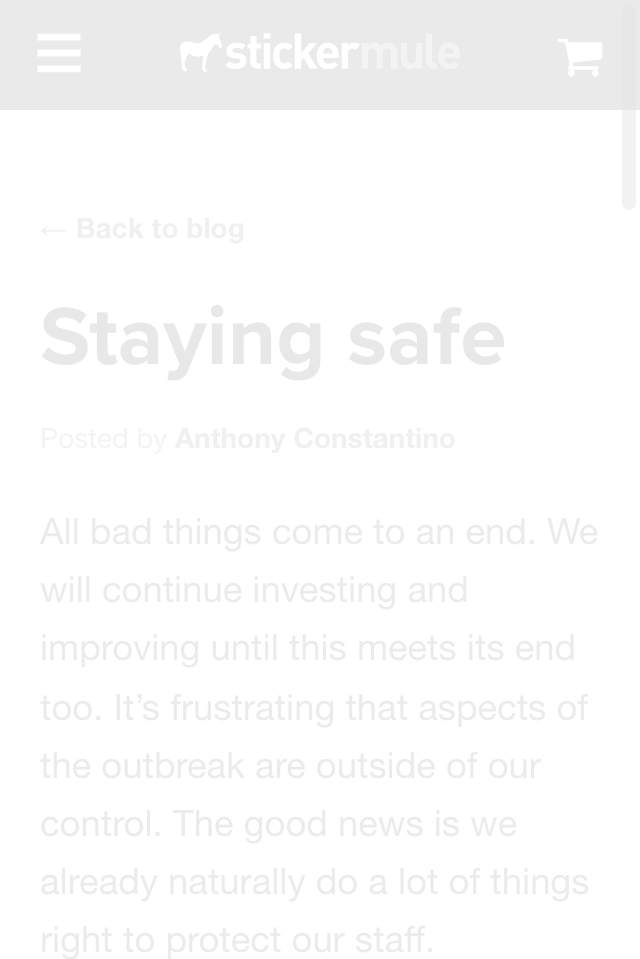 stickermule
← Back to blog
Staying safe
Posted by Anthony Constantino
All bad things come to an end. We
will continue investing and
improving until this meets its end
too. It’s frustrating that aspects of
the outbreak are outside of our
control. The good news is we
already naturally do a lot of things
right to protect our staff.